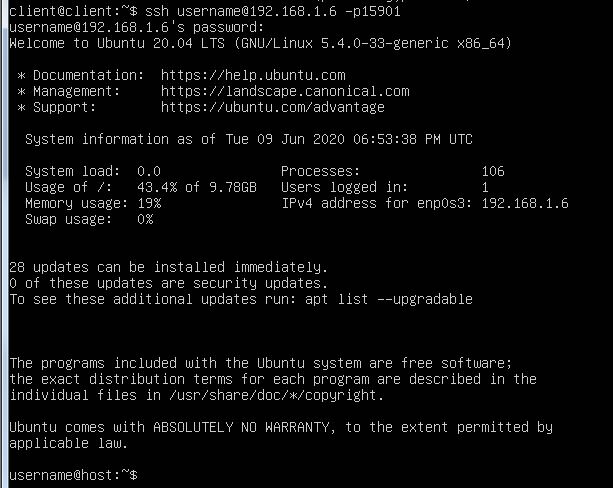 client@client:~$ ssh username@192.168.1.6 -p15901
username@192.168.1.6's password:
Welcome to Ubuntu 20.04 LTS (GNU/Linux 5.4.0-33-generic x86_64)
* Documentation:  https://help.ubuntu.com
* Management:     https://landscape.canonical.com
* Support:        https://ubuntu.com/advantage
System information as of Tue 09 Jun 2020 06:53:38 PM UTC
System load:  0.0               Processes:               106
Usage of /:   43.4% of 9.78GB   Users logged in:         1
Memory usage: 19%               IPv4 address for enp0s3: 192.168.1.6
Swap usage:   0%
28 updates can be installed immediately.
0 of these updates are security updates.
To see these additional updates run: apt list --upgradable
The programs included with the Ubuntu system are free software;
the exact distribution terms for each program are described in the
individual files in /usr/share/doc/*/copyright.
Ubuntu comes with ABSOLUTELY NO WARRANTY, to the extent permitted by
applicable law.
username@host:~$